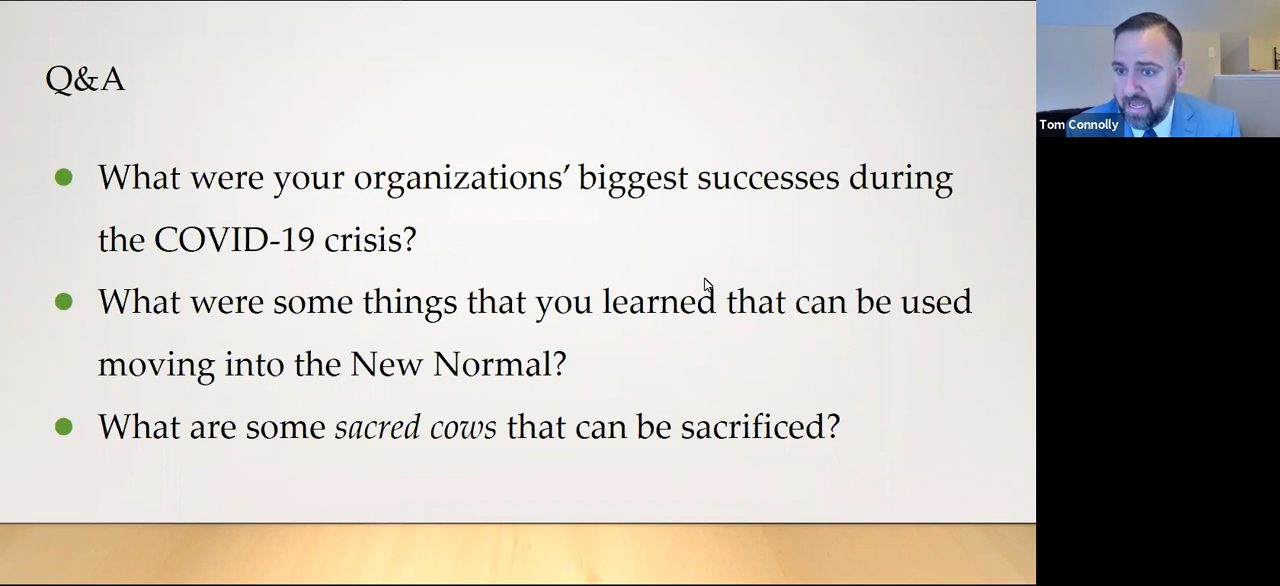 Q&A
What were your organizations’ biggest successes during
the COVID-19 crisis?
What were some things that you learned that can be used
moving into the New Normal?
What are some sacred cows that can be sacrificed?
Tom Connolly